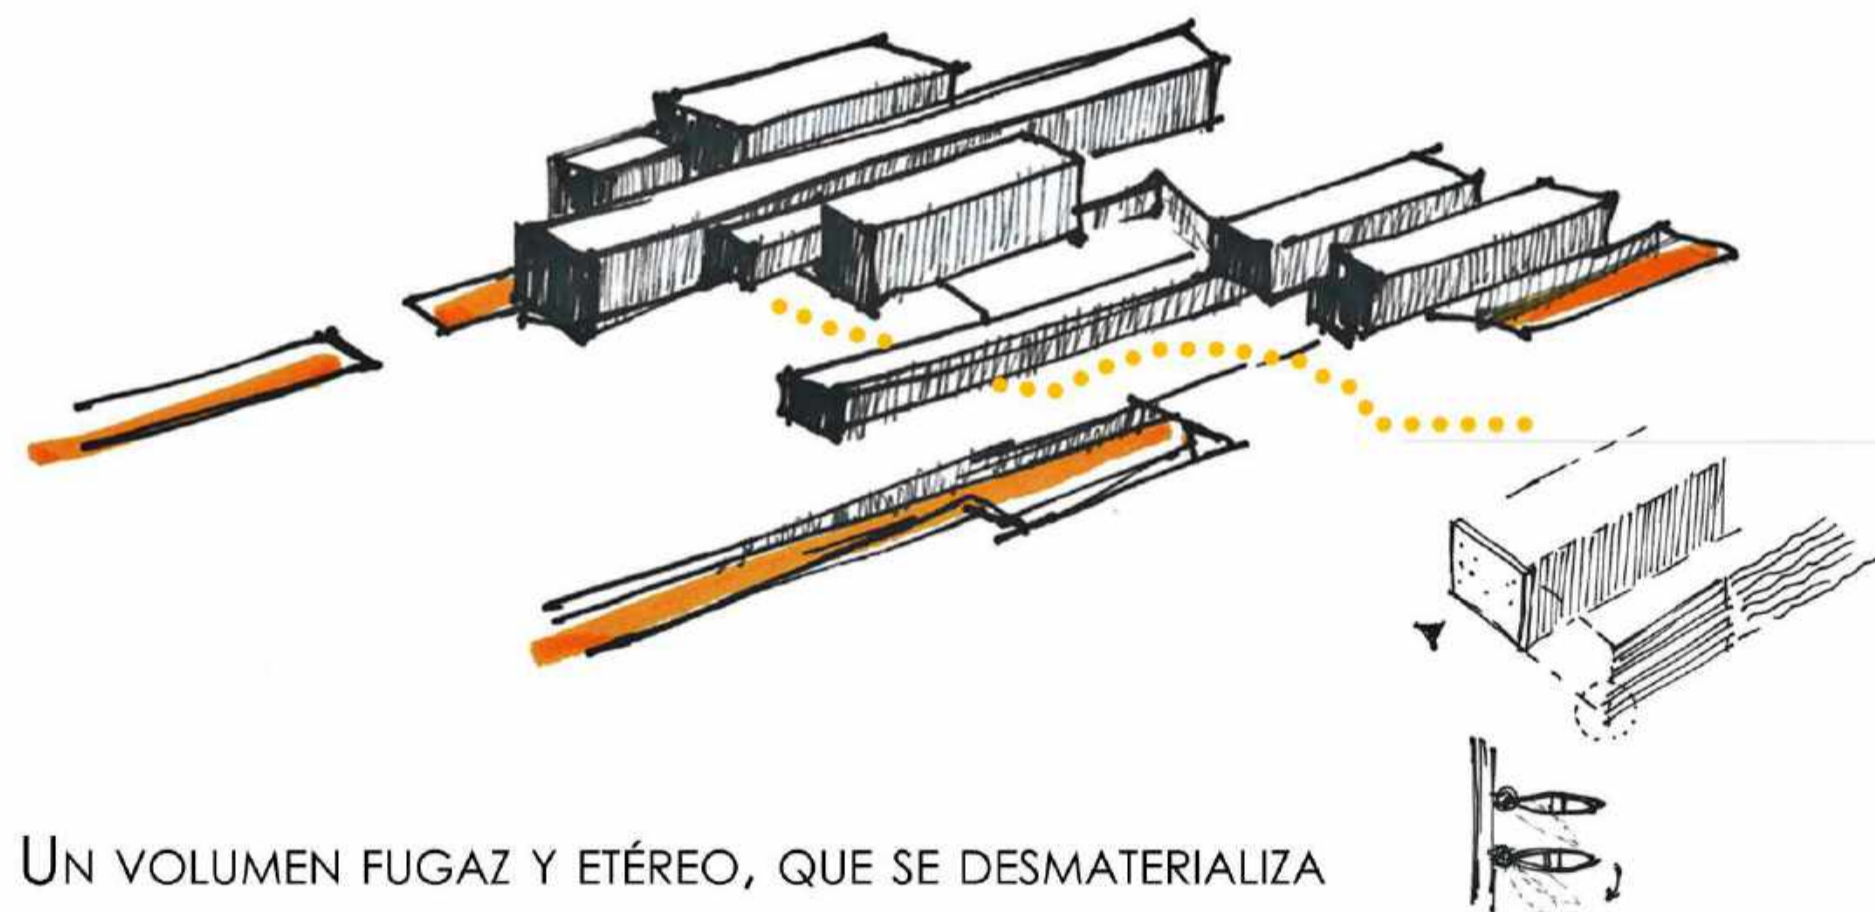 UN VOLUMEN FUGAZ Y ETÉREO, QUE SE DESMATERIALIZA